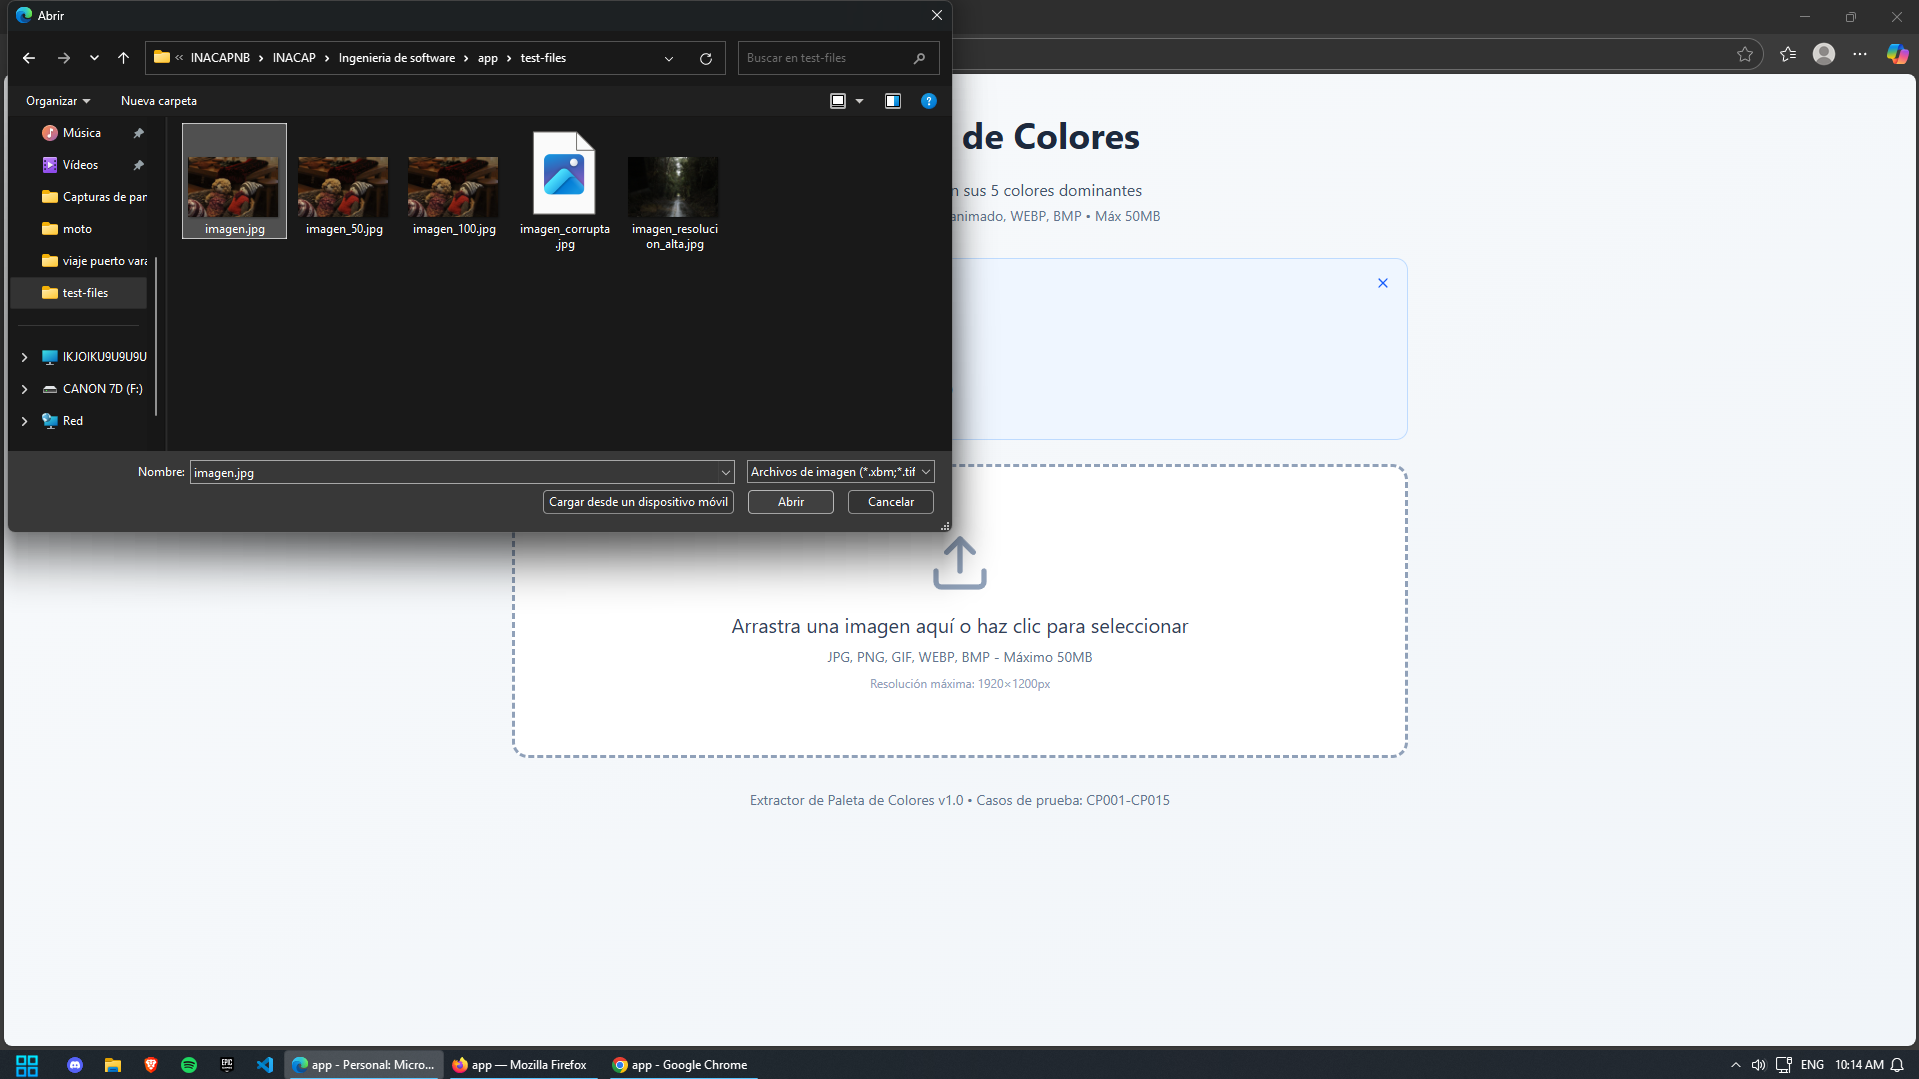 Abrir
INACAPNB
INACAP
Ingenieria de software
app
test-files
Buscar en test-files
Organizar
Nueva carpeta
Música
Vídeos
Capturas de pan
moto
viaje puerto vara
test-files
IKJOIKU9U9U9U
CANON 7D (F:)
Red
imagen.jpg
imagen_50.jpg
imagen_100.jpg
imagen_corrupta
.jpg
imagen_resoluci
on_alta.jpg
Nombre:
imagen.jpg
Archivos de imagen (*.xbm;*.tif
Cargar desde un dispositivo móvil
Abrir
Cancelar
de Colores
n sus 5 colores dominantes
animado, WEBP, BMP • Máx 50MB
Arrastra una imagen aquí o haz clic para seleccionar
JPG, PNG, GIF, WEBP, BMP - Máximo 50MB
Resolución máxima: 1920×1200px
Extractor de Paleta de Colores v1.0 • Casos de prueba: CP001-CP015
EPIC
app - Personal: Micro...
app — Mozilla Firefox
app - Google Chrome
ENG
10:14 AM